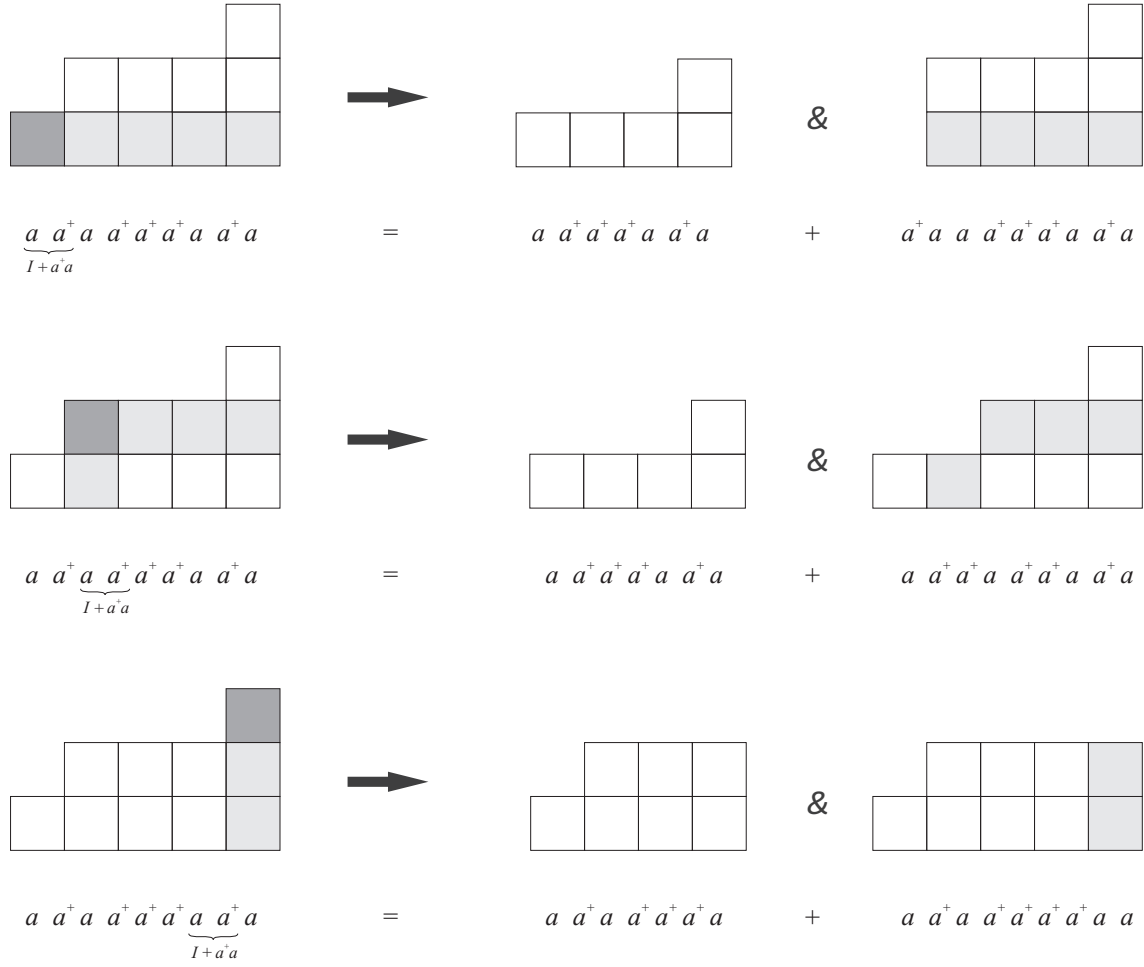 &
a a⁺ a a⁺ a⁺ a⁺ a a⁺ a = a a⁺ a⁺ a⁺ a a⁺ a + a⁺ a a a⁺ a⁺ a⁺ a a⁺ a
I + a⁺a
&
a a⁺ a a⁺ a⁺ a⁺ a a⁺ a = a a⁺ a⁺ a⁺ a a⁺ a + a a⁺ a⁺ a a⁺ a⁺ a a⁺ a
I + a⁺a
&
a a⁺ a a⁺ a⁺ a⁺ a a⁺ a = a a⁺ a a⁺ a⁺ a⁺ a + a a⁺ a a⁺ a⁺ a⁺ a⁺ a a
I + a⁺a